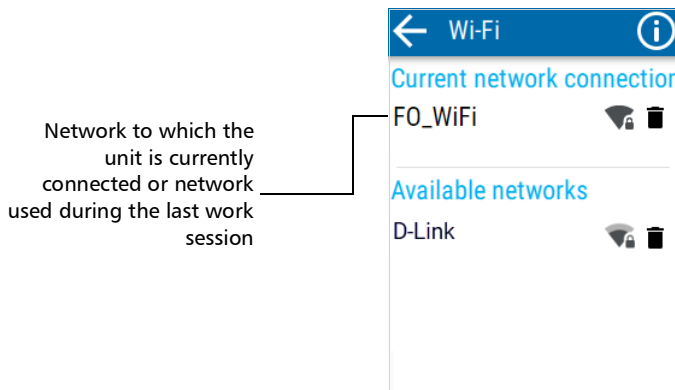 Wi-Fi
Current network connection
FO_WiFi
Network to which the
unit is currently
connected or network
used during the last work
session
Available networks
D-Link